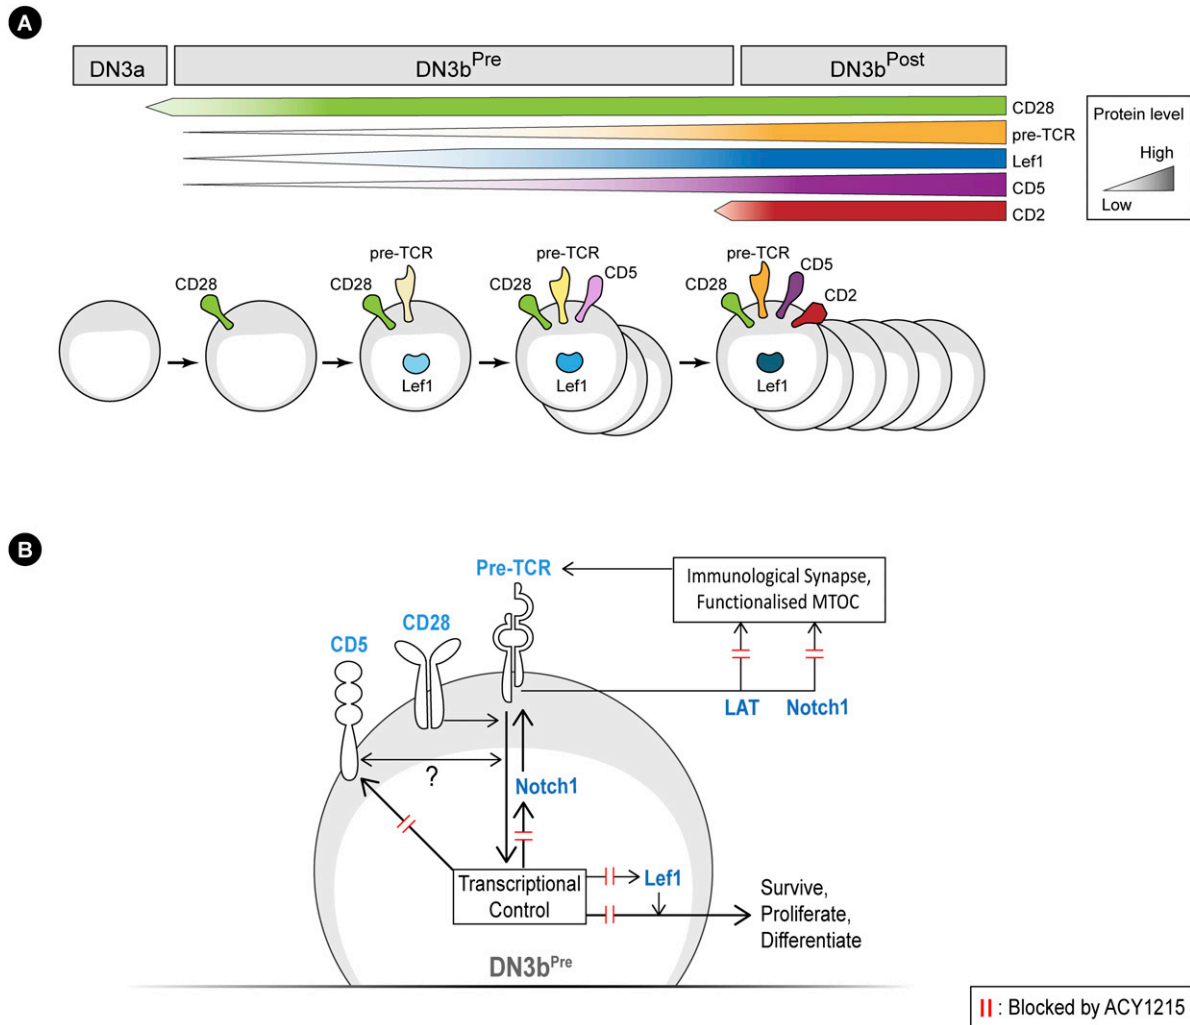 A
DN3a
DN3b^Pre
DN3b^Post
CD28
pre-TCR
Lef1
CD5
CD2
Protein level
High
Low
CD28
CD28
pre-TCR
Lef1
CD28
pre-TCR
CD5
Lef1
CD28
pre-TCR
CD5
CD2
Lef1
B
Pre-TCR
Immunological Synapse,
Functionalised MTOC
CD28
CD5
LAT
Notch1
?
Notch1
Transcriptional
Control
Lef1
Survive,
Proliferate,
Differentiate
DN3b^Pre
|| : Blocked by ACY1215